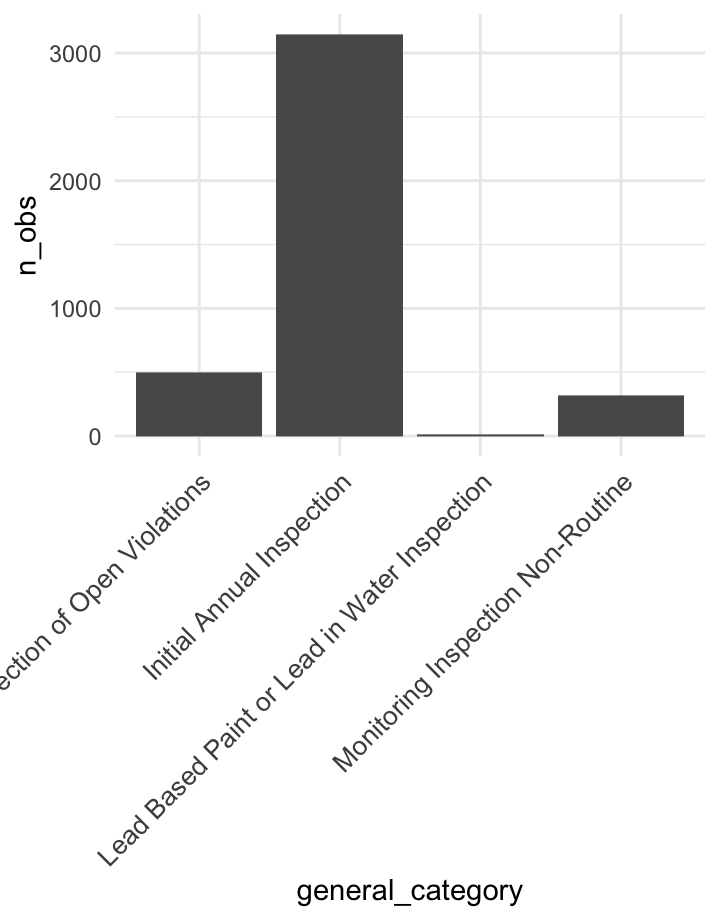 3000
2000
1000
0
n_obs
of Open Violations
Initial Annual Inspection
Lead Based Paint or Lead in Water Inspection
Monitoring Inspection Non-Routine
general_category